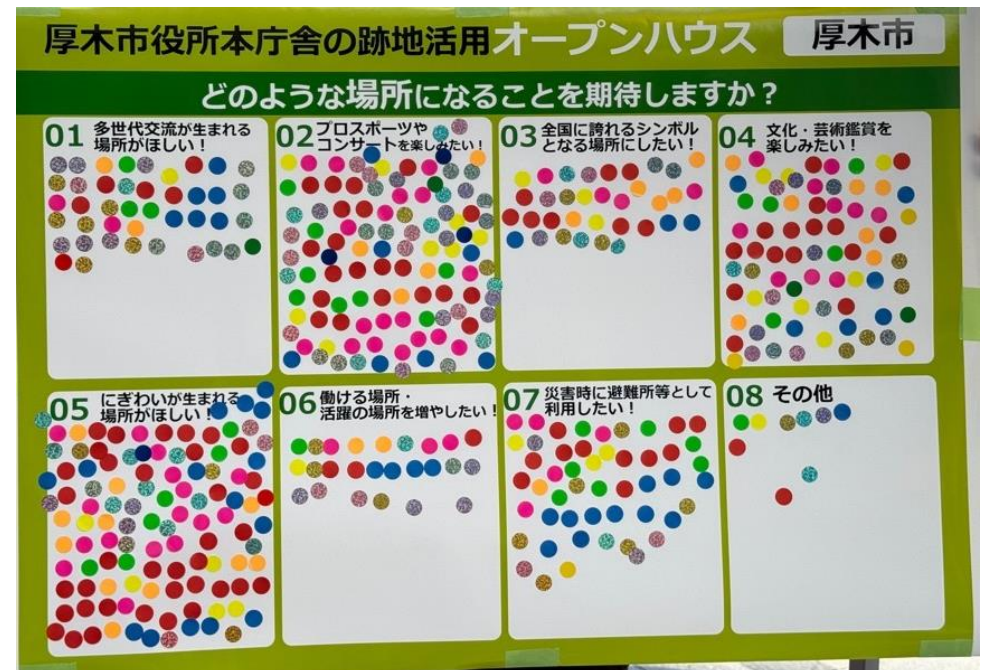 厚木市役所本庁舎の跡地活用オープンハウス
厚木市
どのような場所になることを期待しますか？
01 多世代交流が生まれる
場所がほしい！
02 プロスポーツや
コンサートを楽しみたい！
03 全国に誇れるシンボル
となる場所にしたい！
04 文化・芸術鑑賞を
楽しみたい！
05 にぎわいが生まれる
場所がほしい！
06 働ける場所・
活躍の場所を増やしたい！
07 災害時に避難所等として
利用したい！
08 その他